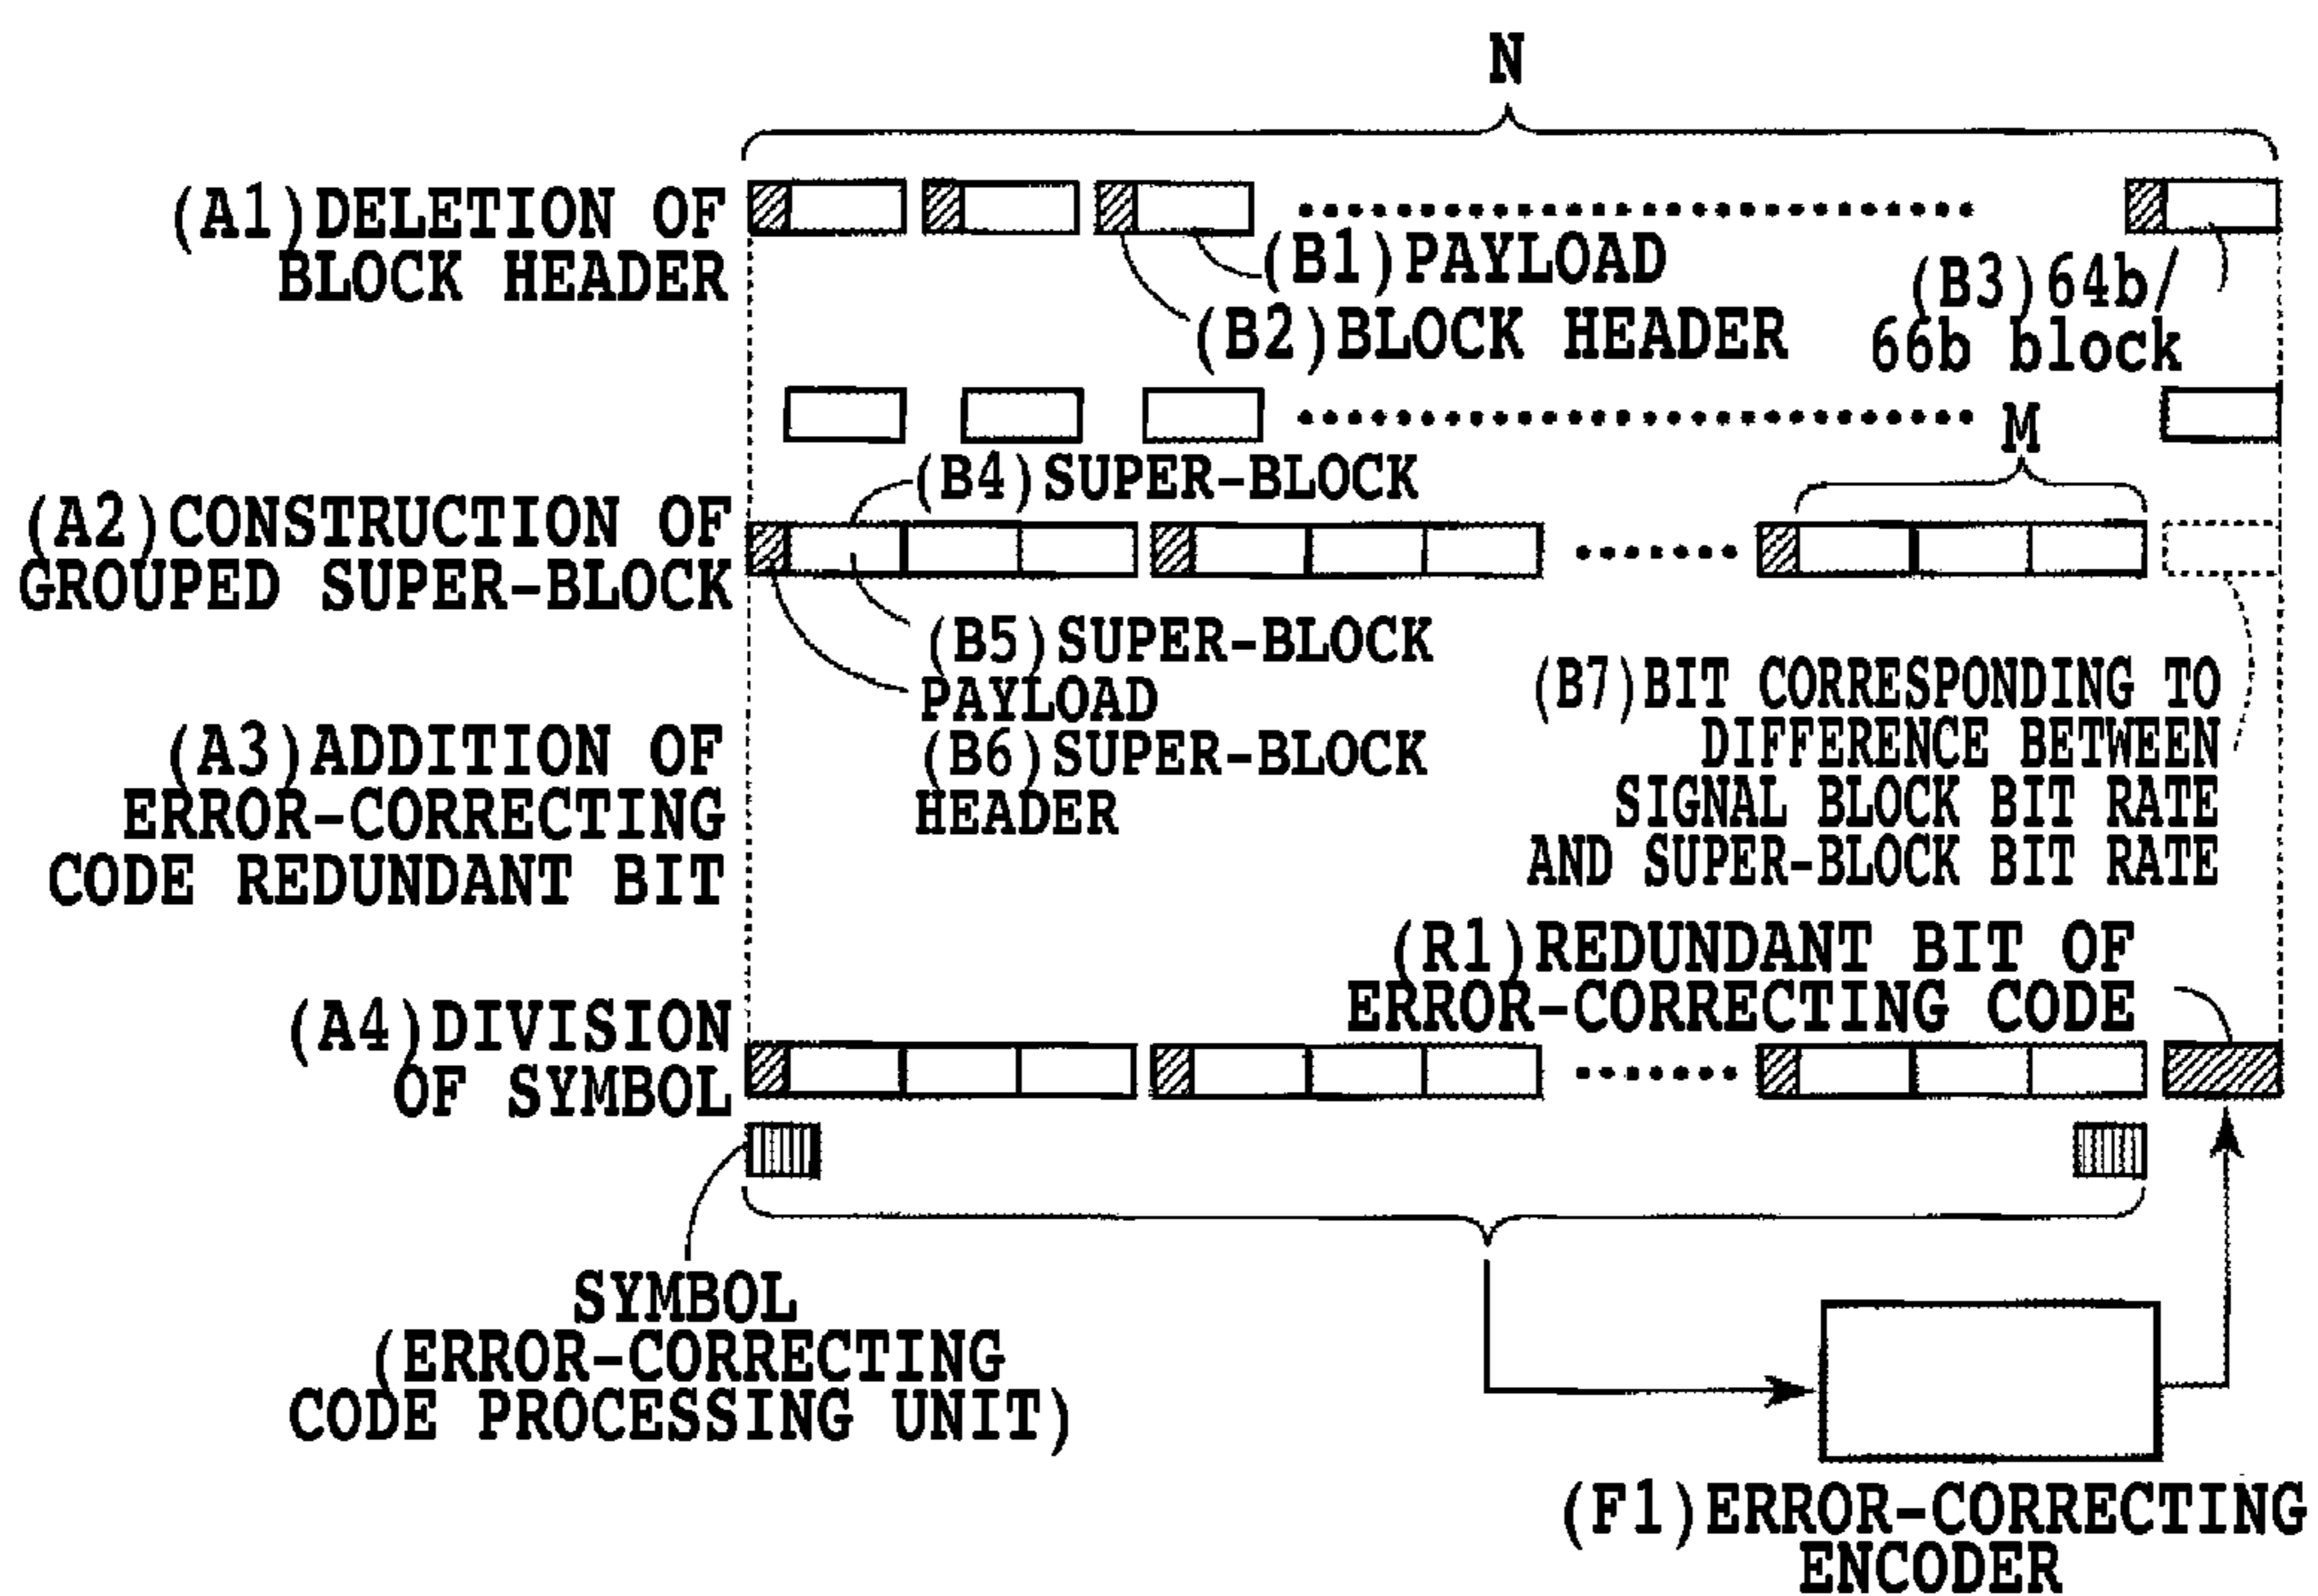 N
(A1)DELETION OF
BLOCK HEADER
(B1)PAYLOAD
(B2)BLOCK HEADER
(B3)64b/
66b block
M
(B4)SUPER-BLOCK
(A2)CONSTRUCTION OF
GROUPED SUPER-BLOCK
(B5)SUPER-BLOCK
PAYLOAD
(B6)SUPER-BLOCK
HEADER
(B7)BIT CORRESPONDING TO
DIFFERENCE BETWEEN
SIGNAL BLOCK BIT RATE
AND SUPER-BLOCK BIT RATE
(A3)ADDITION OF
ERROR-CORRECTING
CODE REDUNDANT BIT
(R1)REDUNDANT BIT OF
ERROR-CORRECTING CODE
(A4)DIVISION
OF SYMBOL
SYMBOL
(ERROR-CORRECTING
CODE PROCESSING UNIT)
(F1)ERROR-CORRECTING
ENCODER